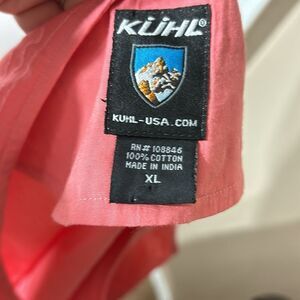 KÜHL®
KUHL-USA.COM
RN# 108846
100% COTTON
MADE IN INDIA
XL